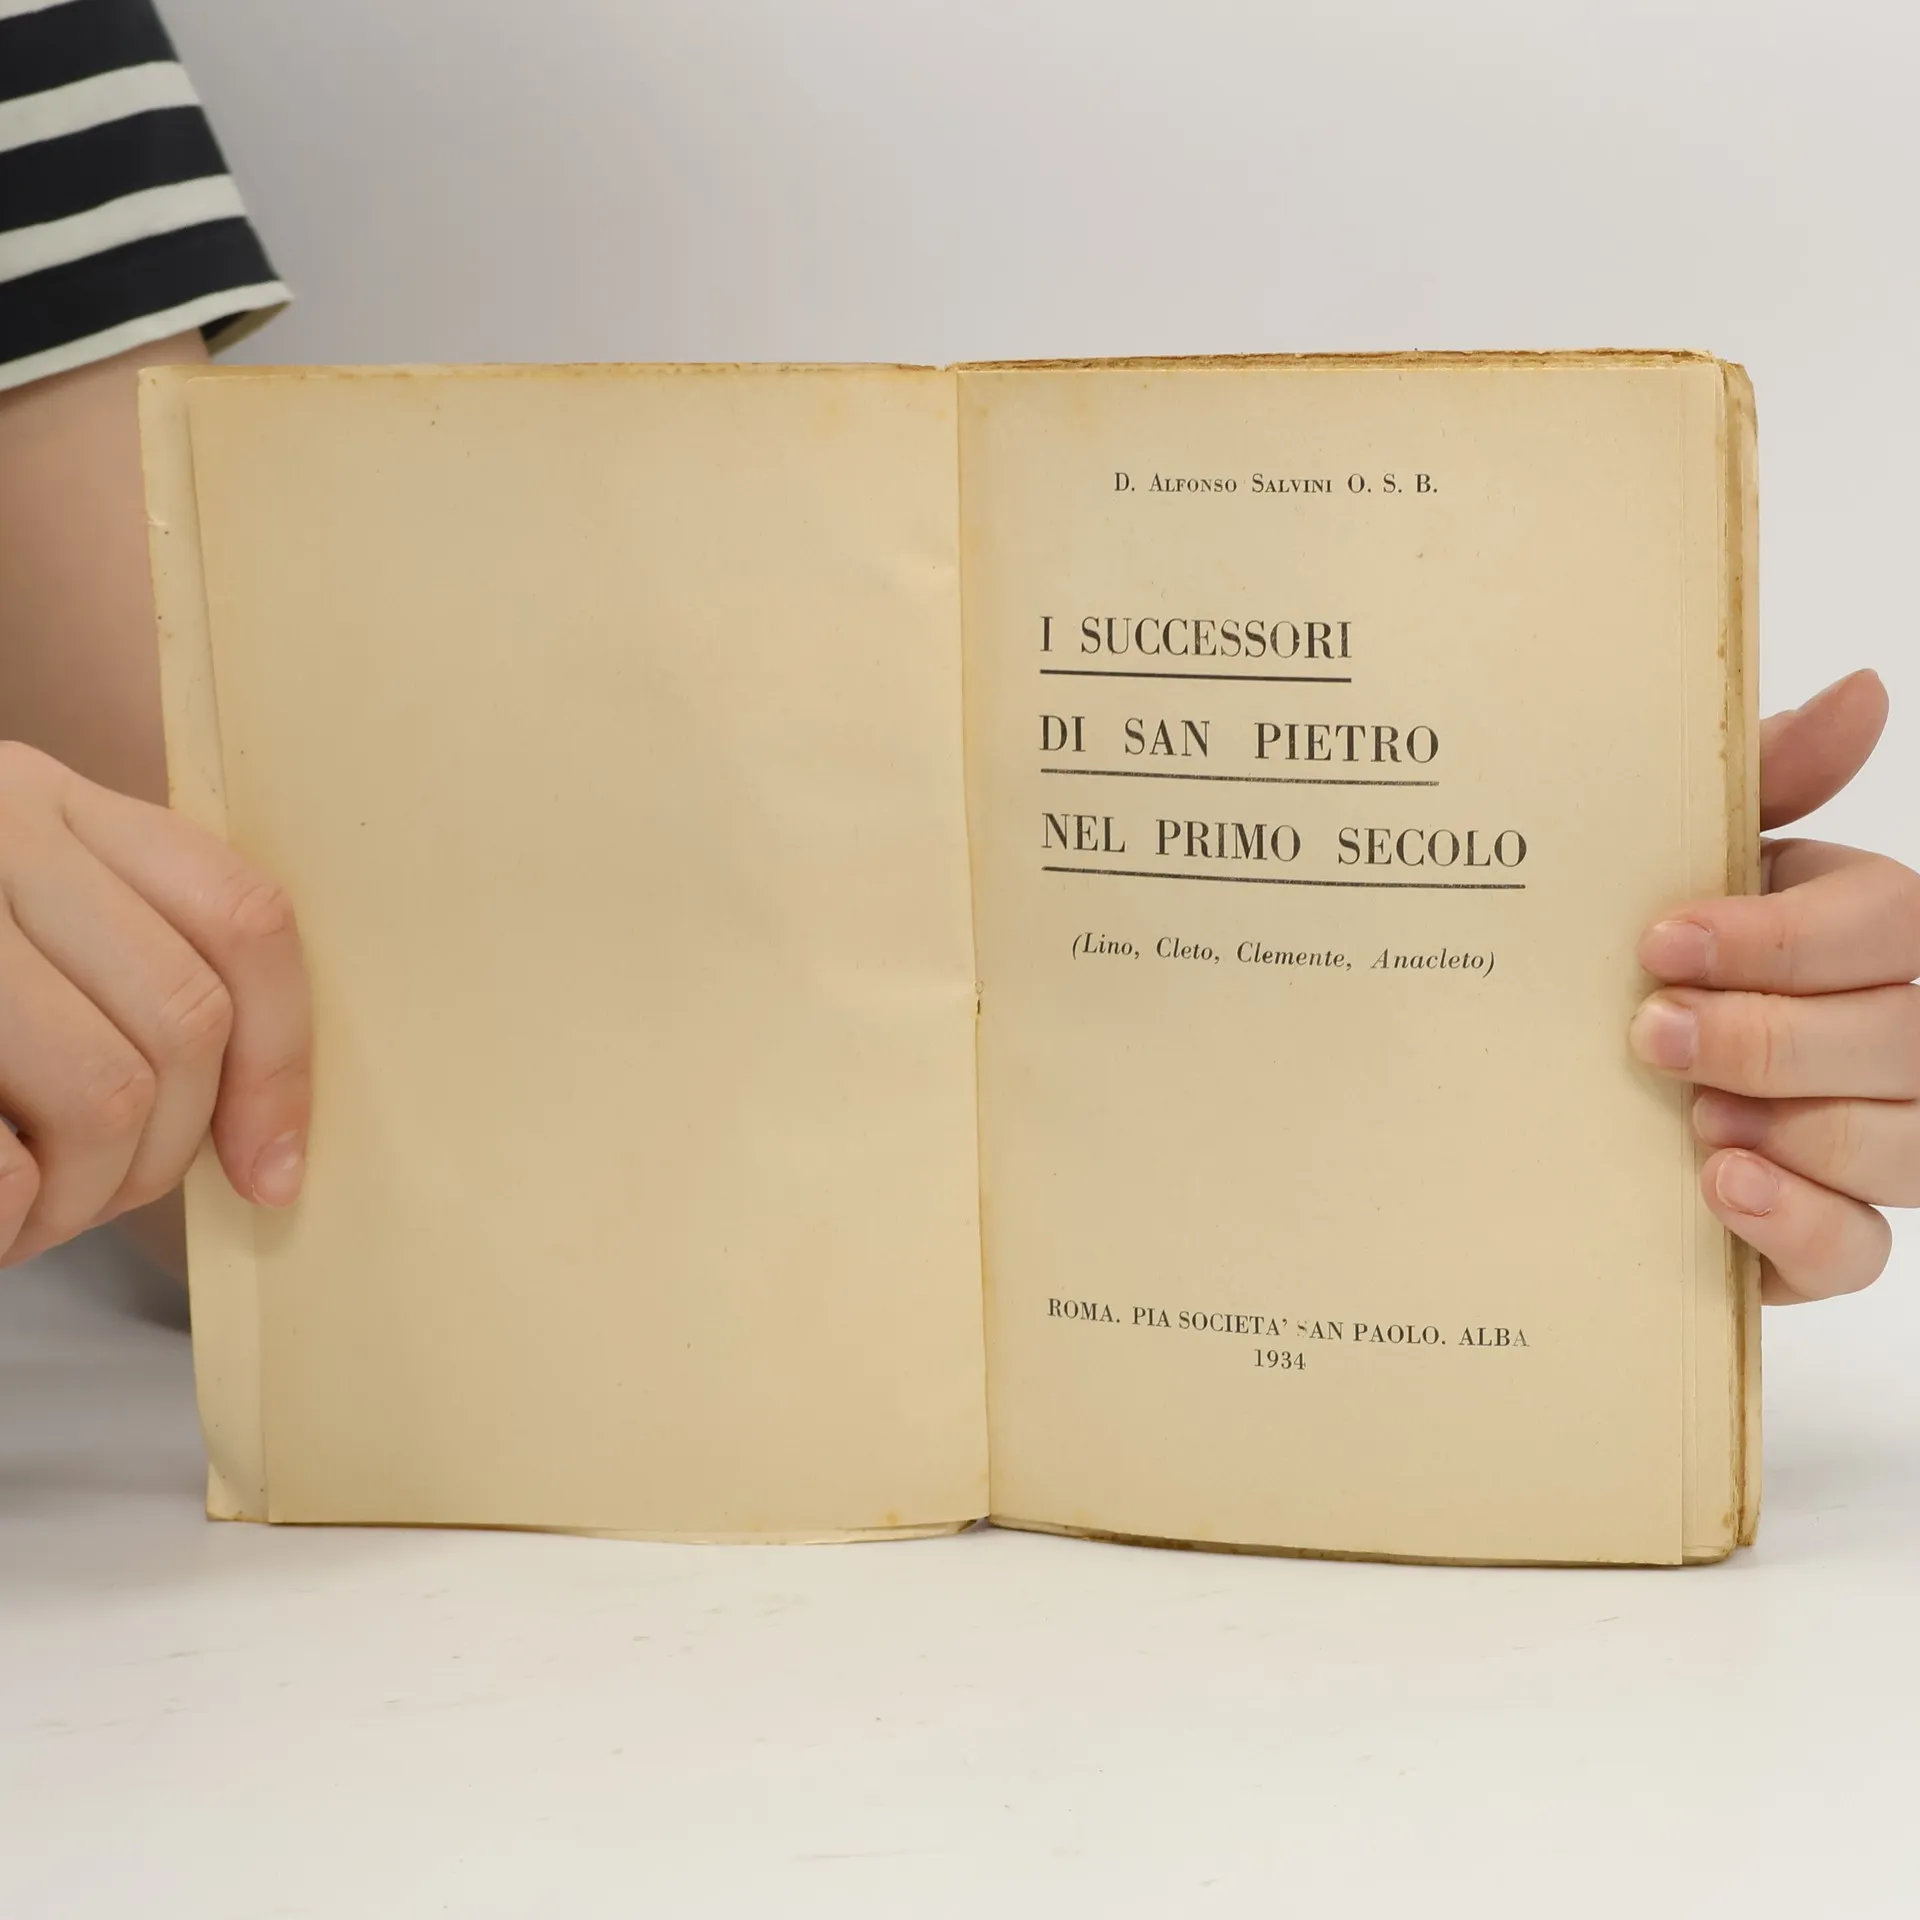 D. Alfonso Salvini O. S. B.
I SUCCESSORI
DI SAN PIETRO
NEL PRIMO SECOLO
(Lino, Cleto, Clemente, Anacleto)
ROMA. PIA SOCIETA' SAN PAOLO. ALBA
1934